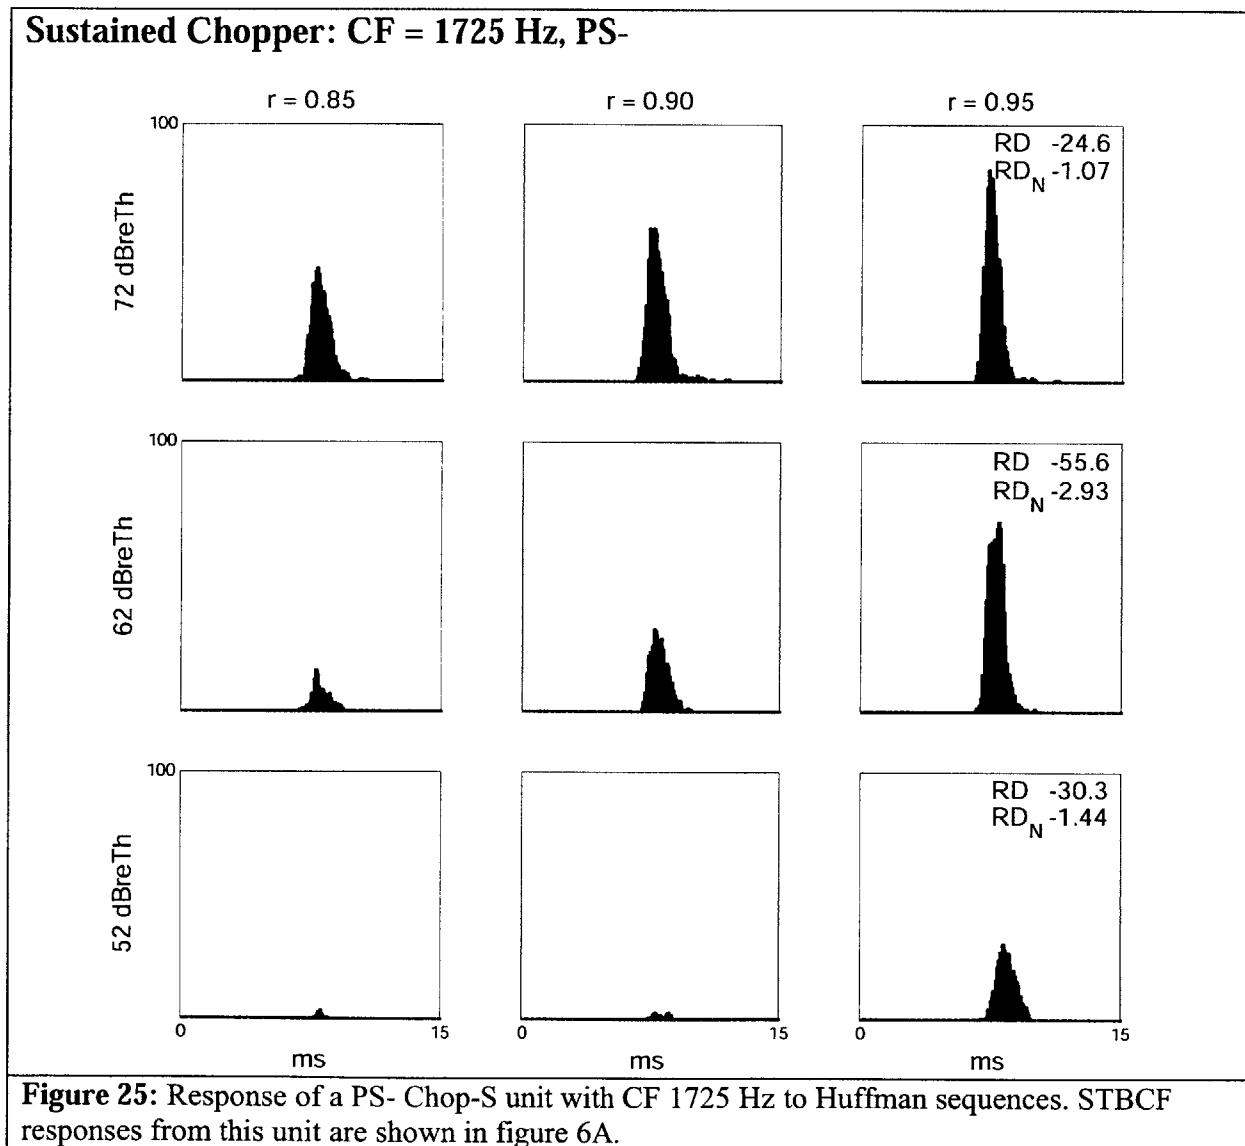 Sustained Chopper: CF = 1725 Hz, PS-
r = 0.85
r = 0.90
r = 0.95
72 dBreTh
100
RD -24.6
RD_N -1.07
62 dBreTh
100
RD -55.6
RD_N -2.93
52 dBreTh
100
RD -30.3
RD_N -1.44
0 15
0 15
0 15
ms
ms
ms
Figure 25: Response of a PS- Chop-S unit with CF 1725 Hz to Huffman sequences. STBCF
responses from this unit are shown in figure 6A.